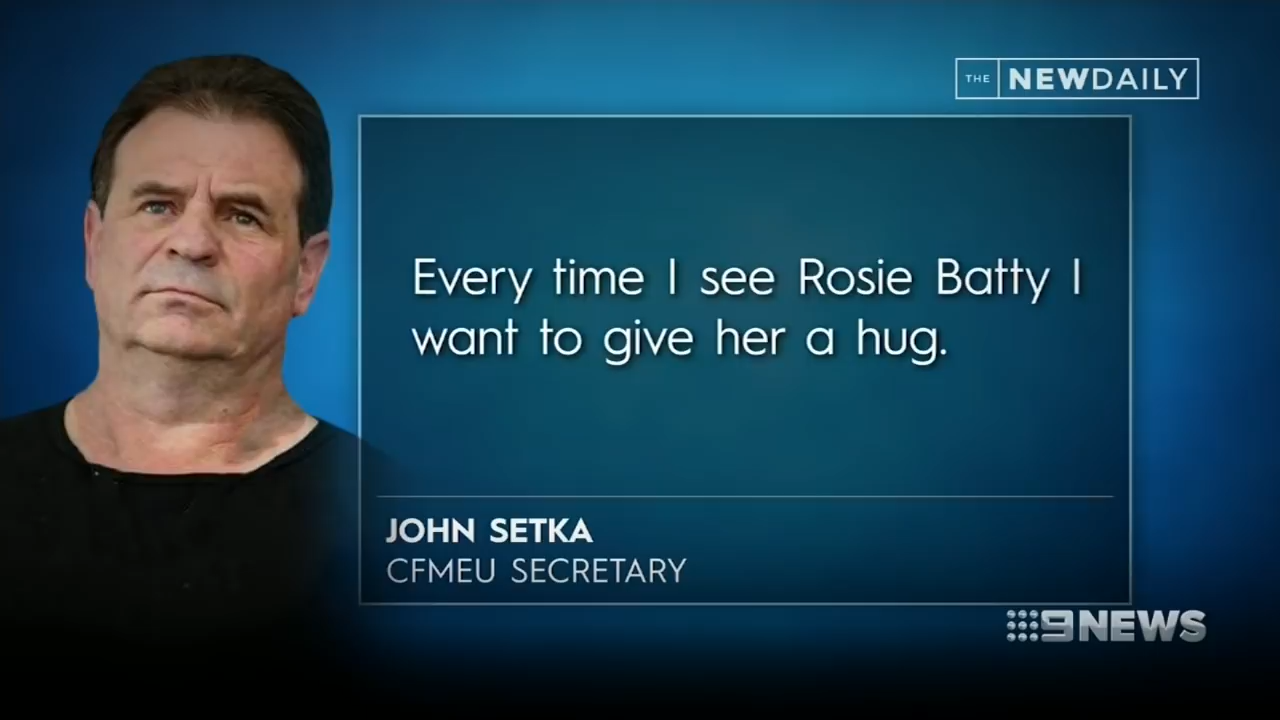 THE NEWDAILY
Every time I see Rosie Batty I
want to give her a hug.
JOHN SETKA
CFMEU SECRETARY
9NEWS